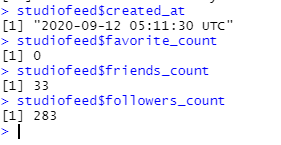 > studiofeed$created_at
[1] "2020-09-12 05:11:30 UTC"
> studiofeed$favorite_count
[1] 0
> studiofeed$friends_count
[1] 33
> studiofeed$followers_count
[1] 283
>